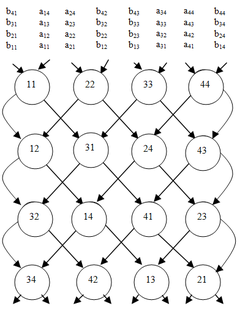 b41 a14 a24 b42 b43 a34 a44 b44
b31 a13 a23 b32 b33 a33 a43 b34
b21 a12 a22 b22 b23 a32 a42 b24
b11 a11 a21 b12 b13 a31 a41 b14
11 22 33 44
12 31 24 43
32 14 41 23
34 42 13 21